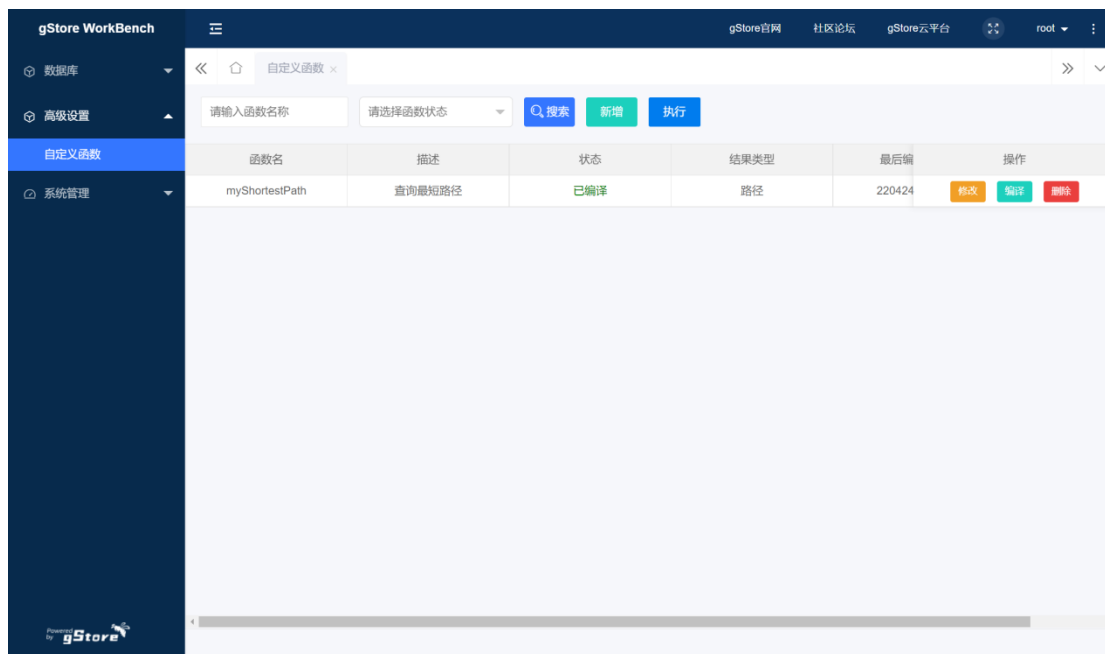 gStore WorkBench
gStore官网 社区论坛 gStore云平台 root
数据库
自定义函数 ×
高级设置
请输入函数名称 请选择函数状态 搜索 新增 执行
自定义函数
函数名 描述 状态 结果类型 最后编 操作
系统管理
myShortestPath 查询最短路径 已编译 路径 220424 修改 编译 删除
Powered by gStore